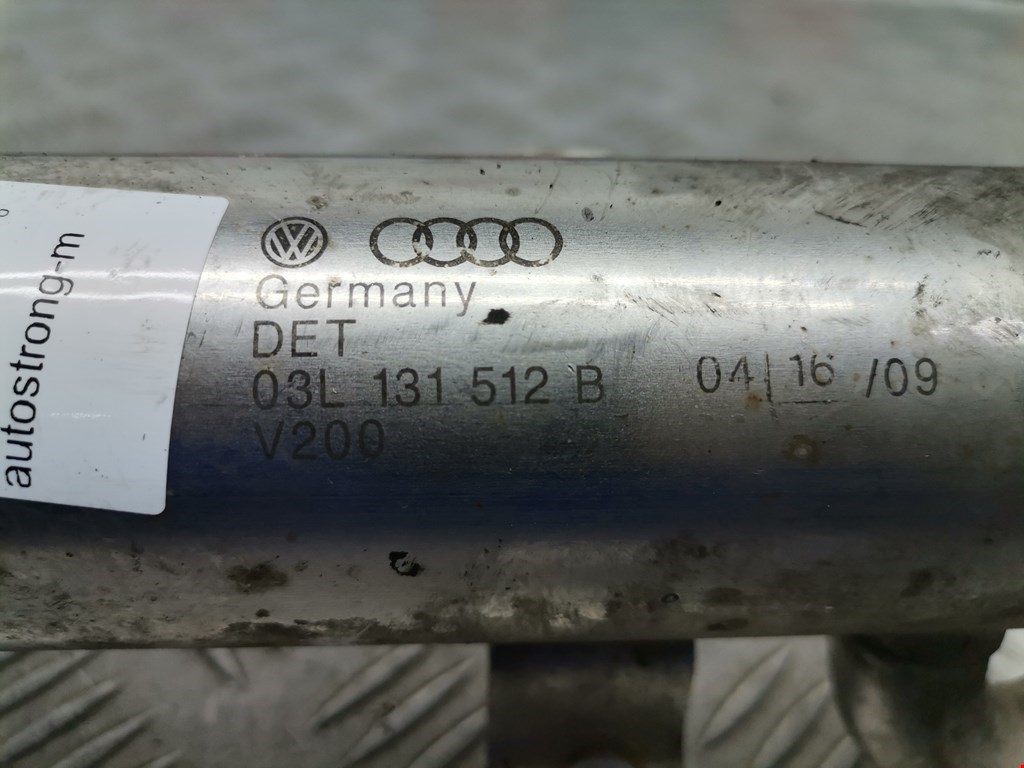 autostrong-m
Germany
DET
03L 131 512 B
04| 16 /09
V200